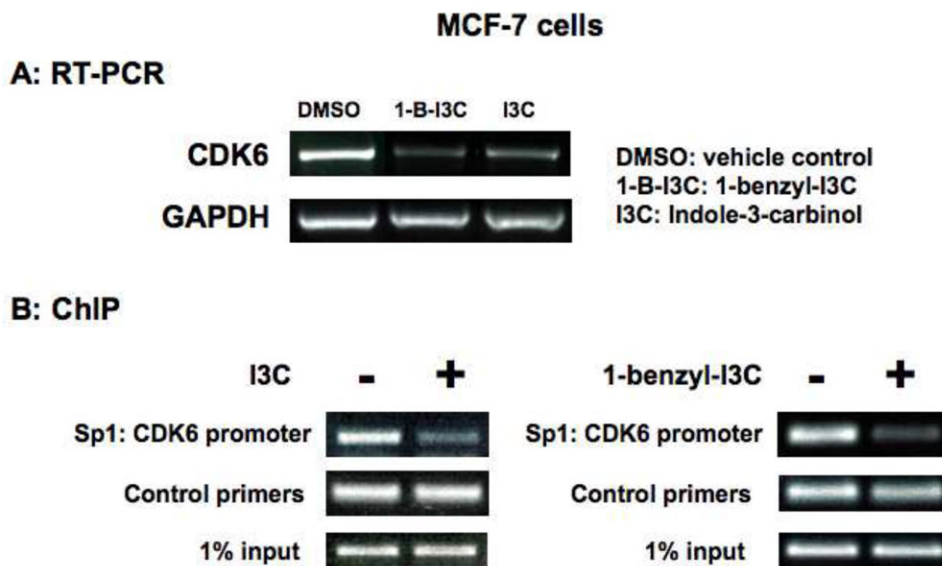 MCF-7 cells
A: RT-PCR
DMSO 1-B-I3C I3C
CDK6
GAPDH
DMSO: vehicle control
1-B-I3C: 1-benzyl-I3C
I3C: Indole-3-carbinol
B: ChIP
I3C - +
Sp1: CDK6 promoter
Control primers
1% input
1-benzyl-I3C - +
Sp1: CDK6 promoter
Control primers
1% input